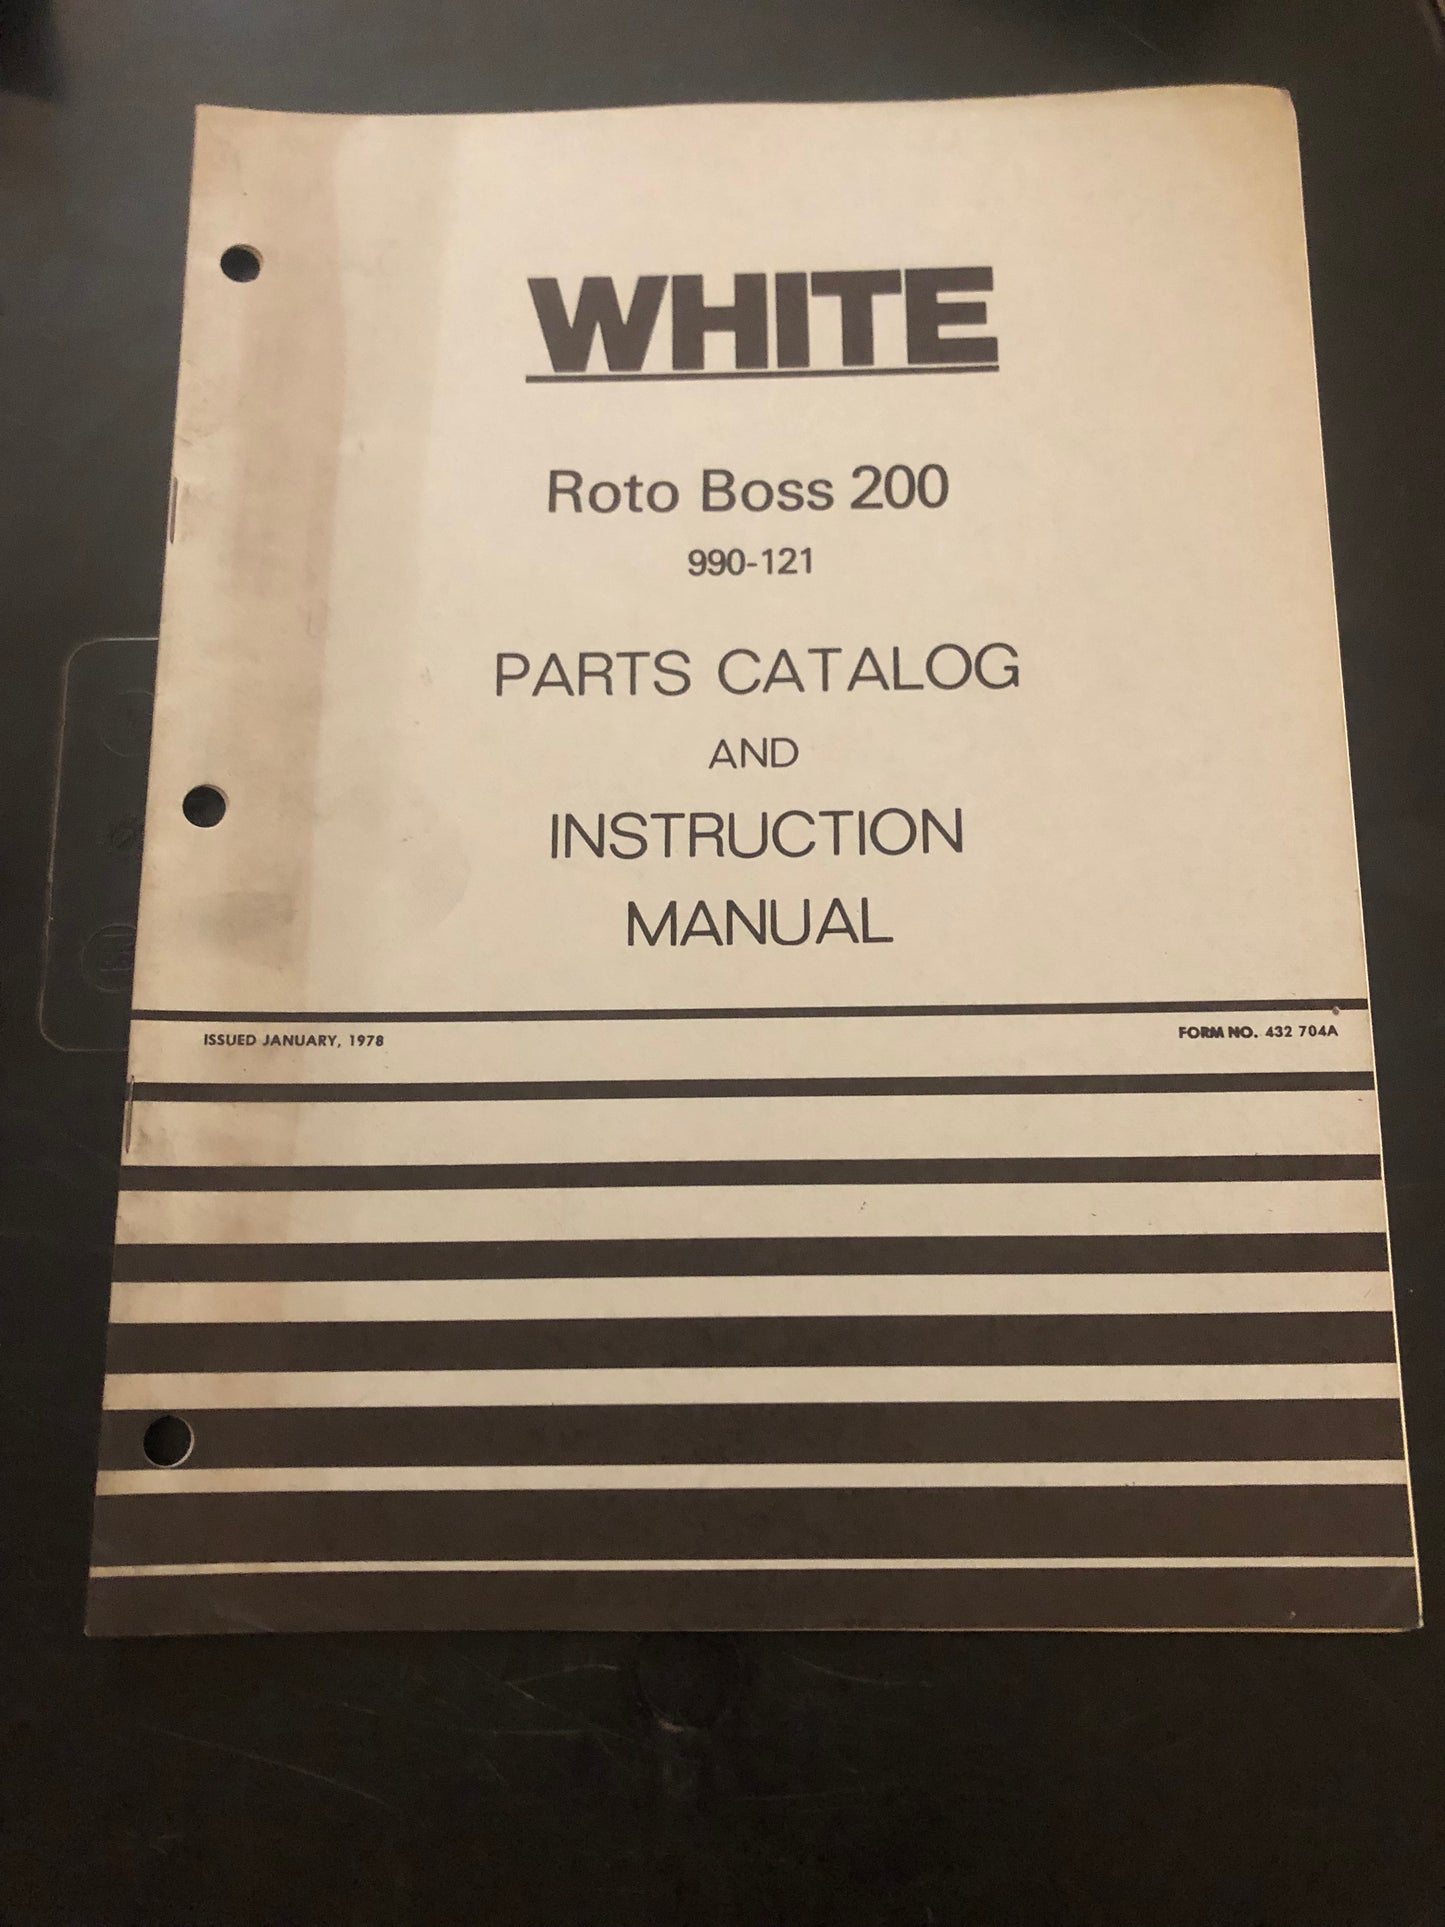 WHITE
Roto Boss 200
990-121
PARTS CATALOG
AND
INSTRUCTION
MANUAL
ISSUED JANUARY, 1978
FORM NO. 432 704A